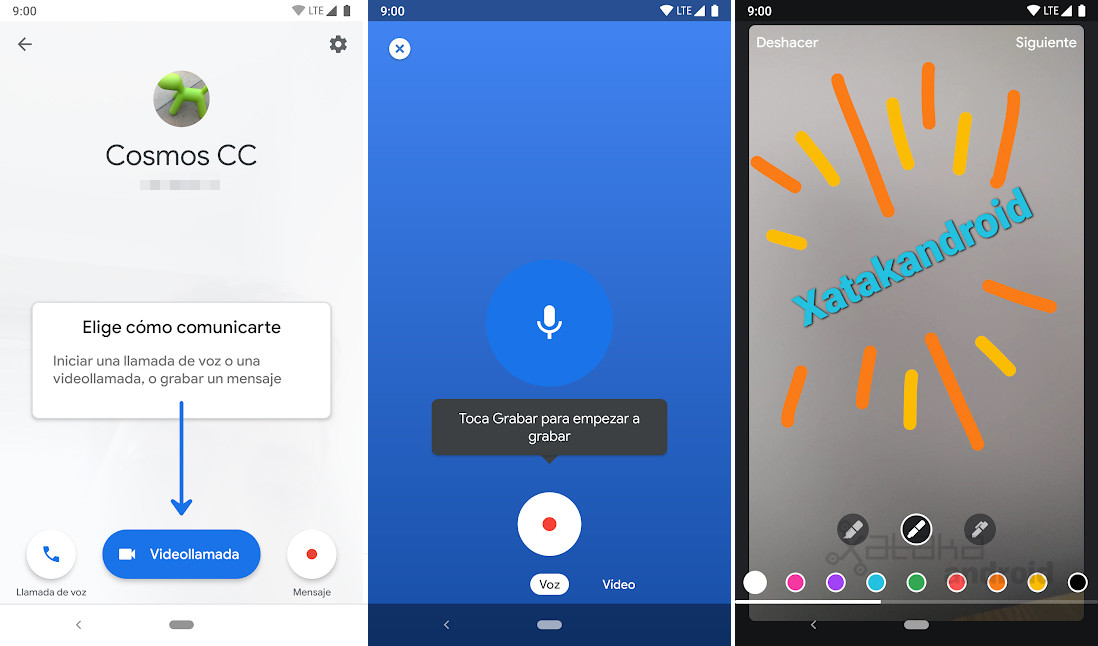 9:00
LTE
Cosmos CC
Elige cómo comunicarte
Iniciar una llamada de voz o una
videollamada, o grabar un mensaje
Videollamada
Llamada de voz
Mensaje
9:00
LTE
Toca Grabar para empezar a
grabar
Voz
Video
9:00
LTE
Deshacer
Siguiente
Xatakandroid
Xataka
android